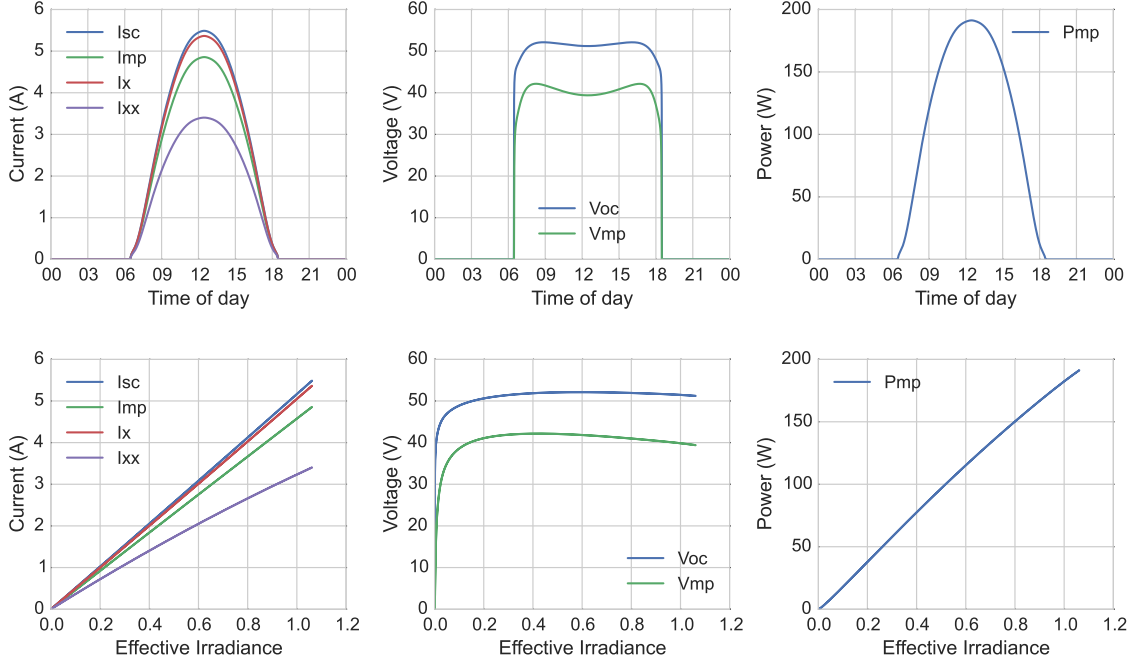 6
5
4
3
2
1
0
Current (A)
Isc
Imp
Ix
Ixx
00 03 06 09 12 15 18 21 00
Time of day
60
50
40
30
20
10
0
Voltage (V)
Voc
Vmp
00 03 06 09 12 15 18 21 00
Time of day
200
150
100
50
0
Power (W)
Pmp
00 03 06 09 12 15 18 21 00
Time of day
6
5
4
3
2
1
0
Current (A)
Isc
Imp
Ix
Ixx
0.0 0.2 0.4 0.6 0.8 1.0 1.2
Effective Irradiance
60
50
40
30
20
10
0
Voltage (V)
Voc
Vmp
0.0 0.2 0.4 0.6 0.8 1.0 1.2
Effective Irradiance
200
150
100
50
0
Power (W)
Pmp
0.0 0.2 0.4 0.6 0.8 1.0 1.2
Effective Irradiance